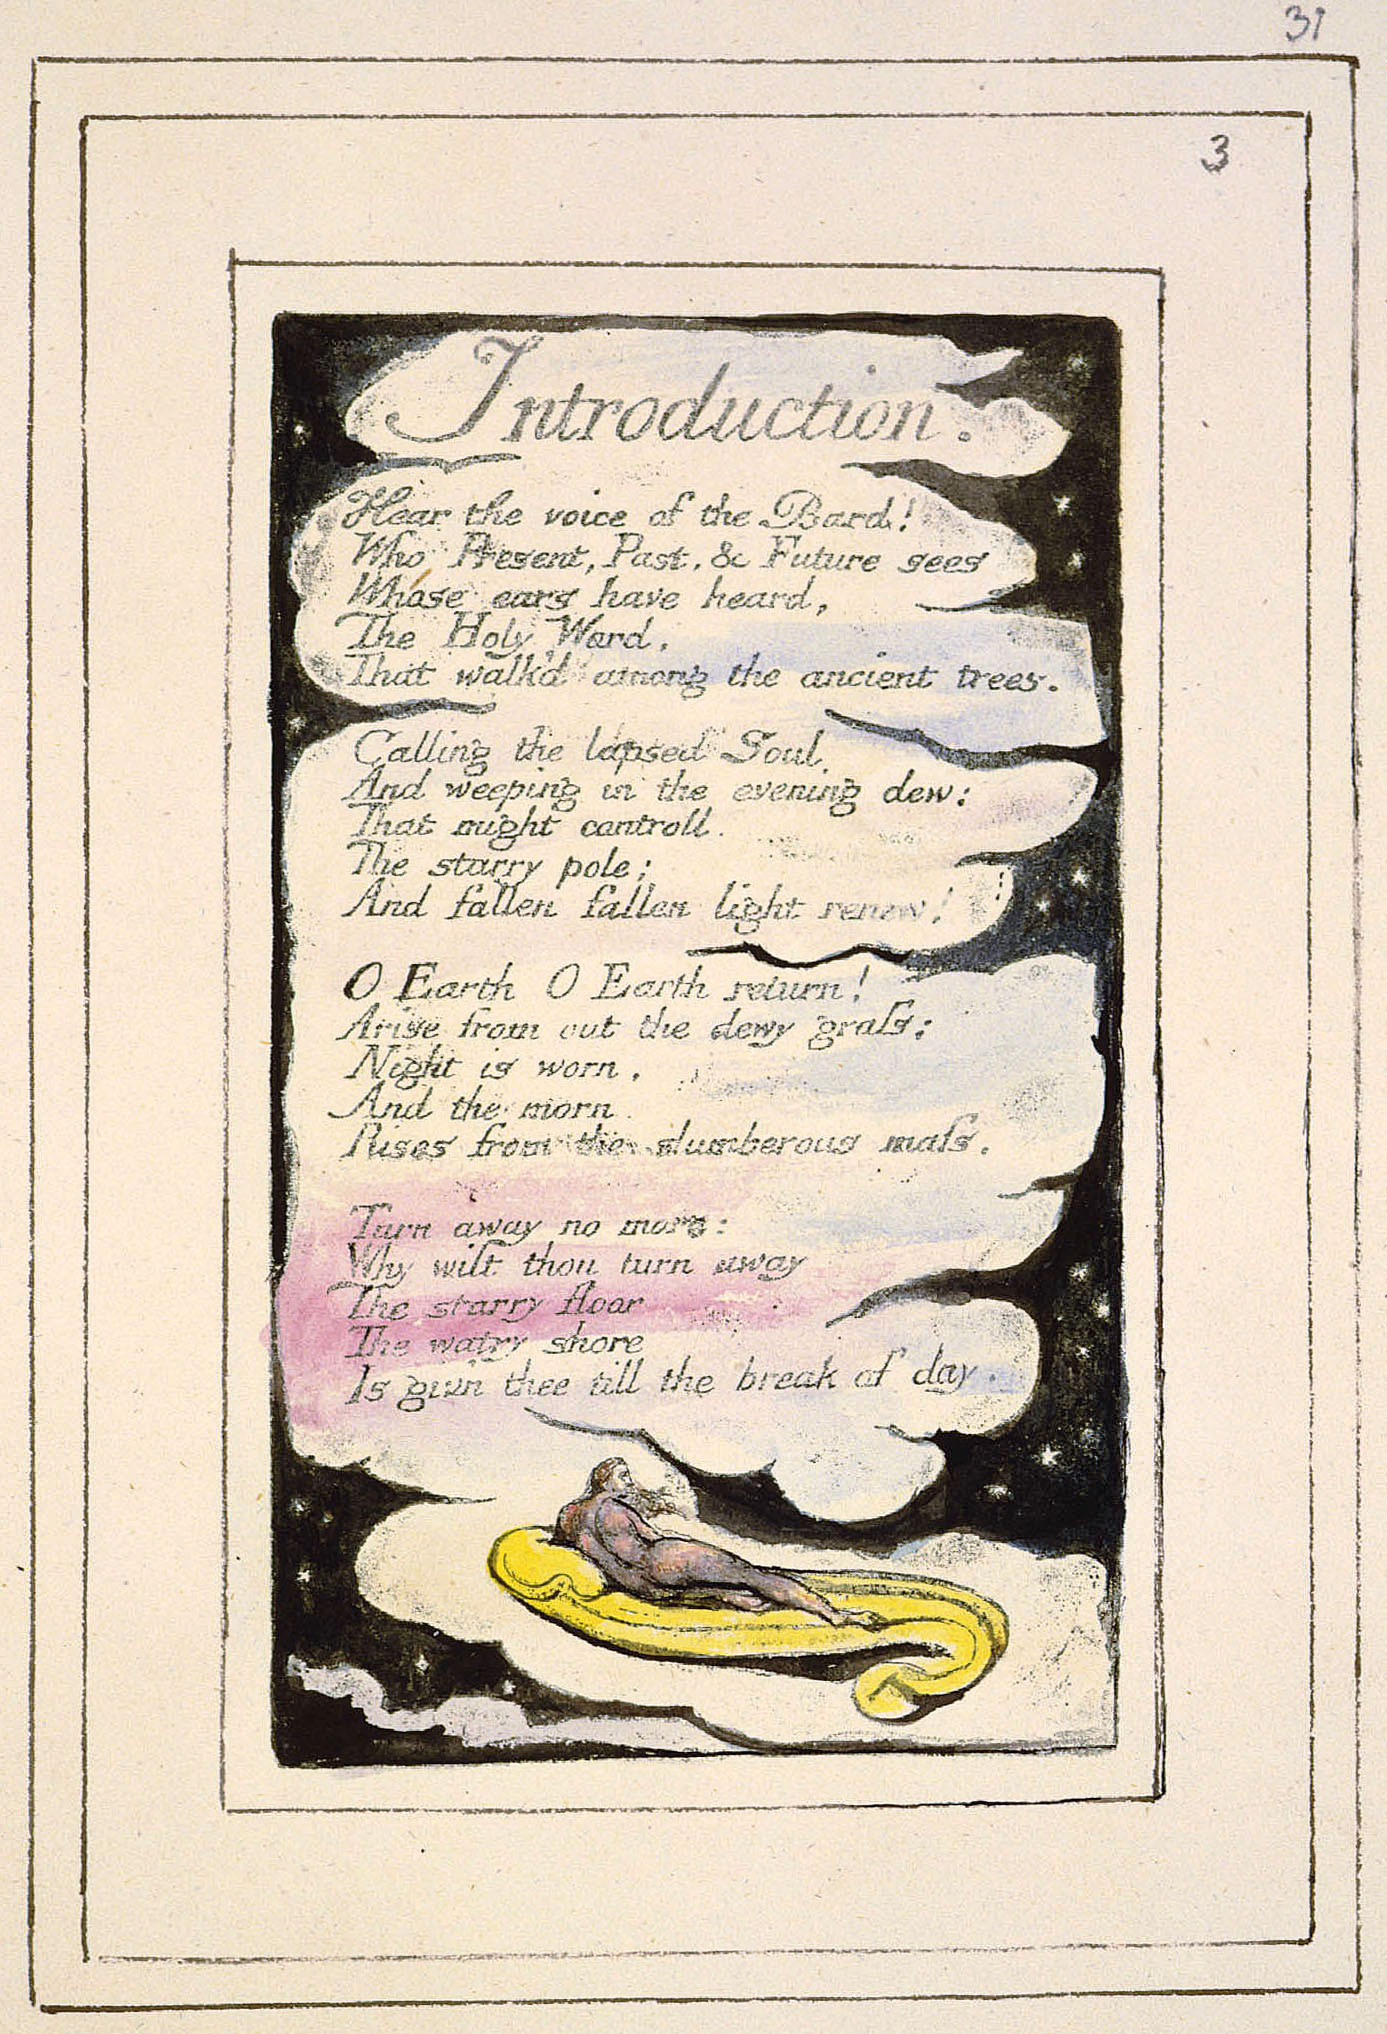 31
3
Introduction.
Hear the voice of the Bard!
Who Present, Past, & Future sees
Whose ears have heard,
The Holy Word,
That walk'd among the ancient trees.
Calling the lapsed Soul
And weeping in the evening dew:
That might controll.
The starry pole;
And fallen fallen light renew!
O Earth O Earth return!
Arise from out the dewy graſs;
Night is worn,
And the morn
Rises from the slumberous maſs.
Turn away no more:
Why wilt thou turn away
The starry floor
The watry shore
Is giv'n thee till the break of day.